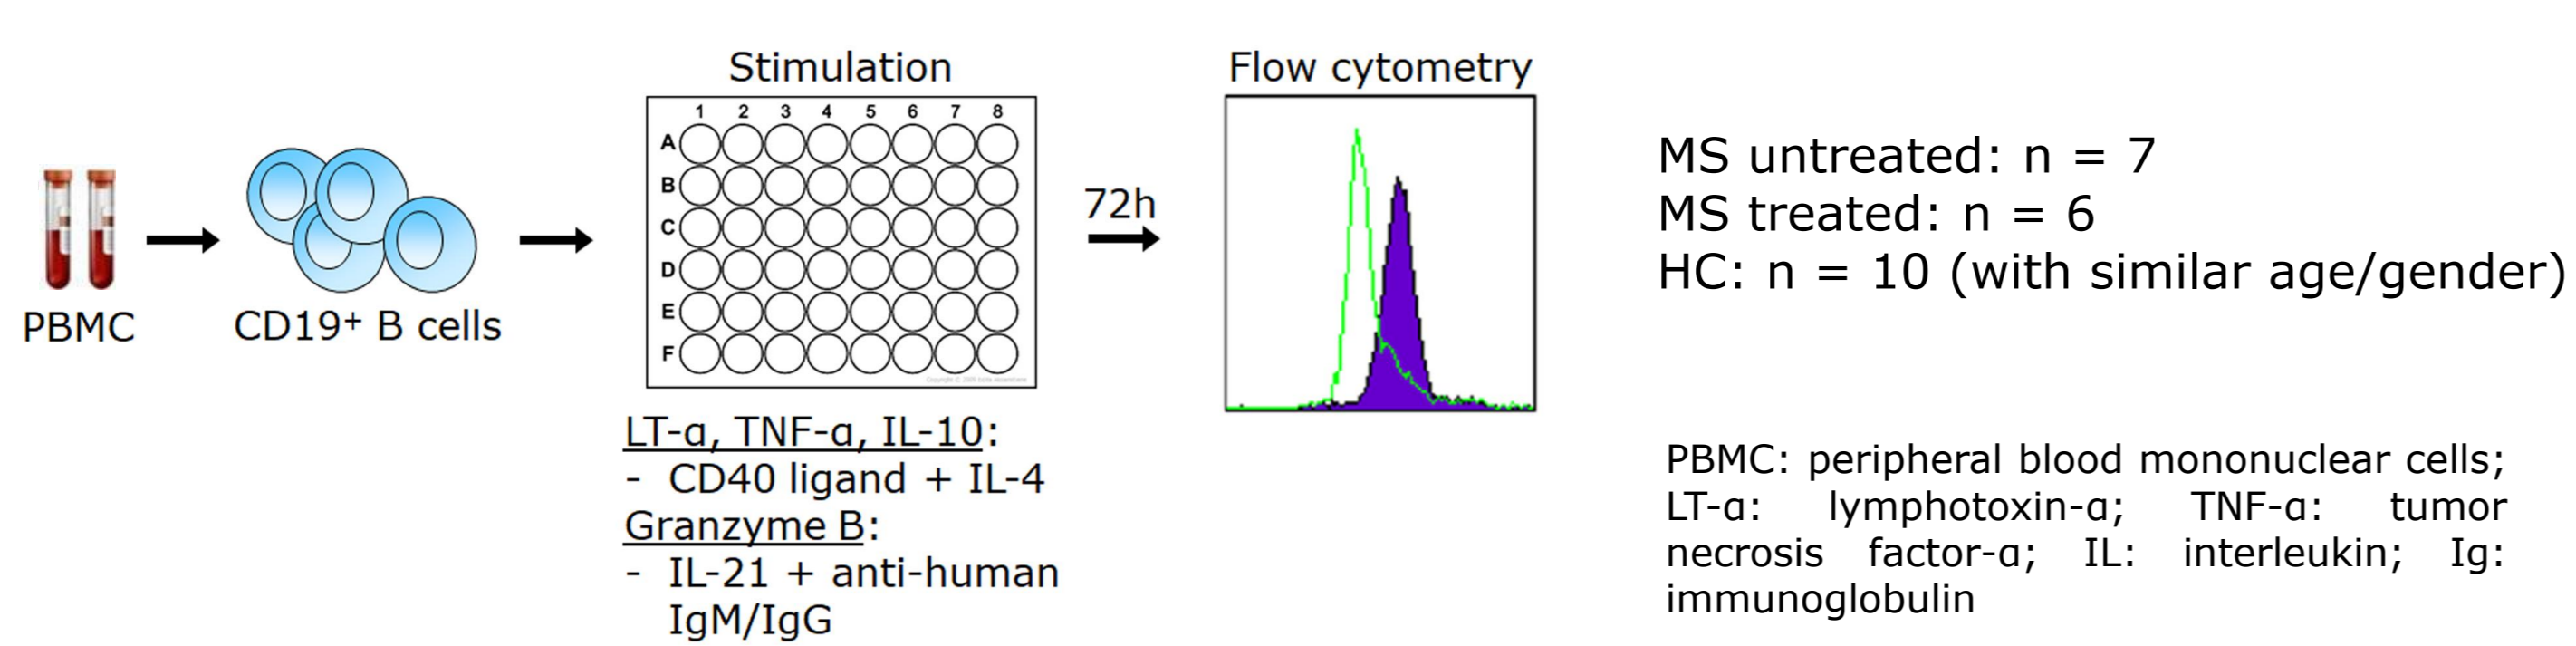 Stimulation
Flow cytometry
1 2 3 4 5 6 7 8
A
B
C
D
E
F
72h
PBMC
CD19+ B cells
LT-ɑ, TNF-ɑ, IL-10:
- CD40 ligand + IL-4
Granzyme B:
- IL-21 + anti-human
IgM/IgG
MS untreated: n = 7
MS treated: n = 6
HC: n = 10 (with similar age/gender)
PBMC: peripheral blood mononuclear cells;
LT-ɑ: lymphotoxin-ɑ; TNF-ɑ: tumor
necrosis factor-ɑ; IL: interleukin; Ig:
immunoglobulin